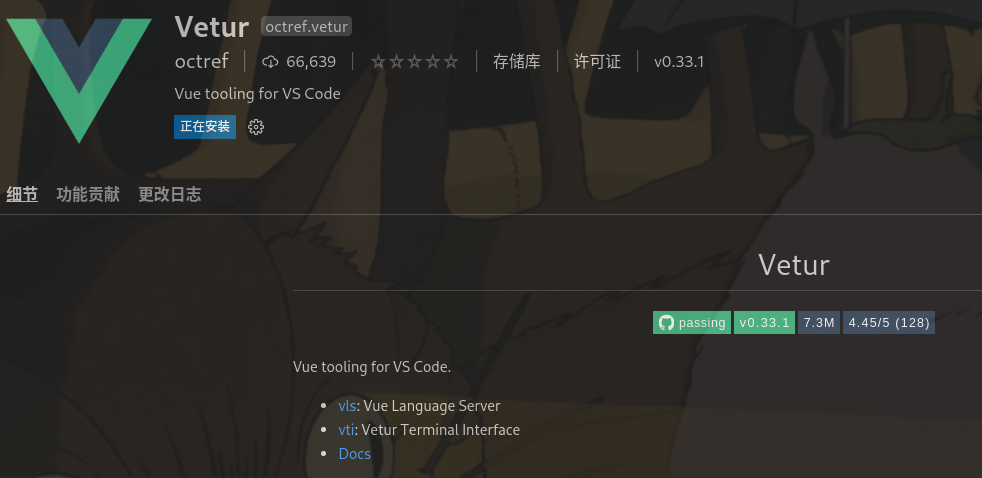 Vetur octref.vetur
octref 66,639 ☆☆☆☆☆ 存储库 许可证 v0.33.1
Vue tooling for VS Code
正在安装
细节 功能贡献 更改日志
Vetur
passing v0.33.1 7.3M 4.45/5 (128)
Vue tooling for VS Code.
• vls: Vue Language Server
• vti: Vetur Terminal Interface
• Docs